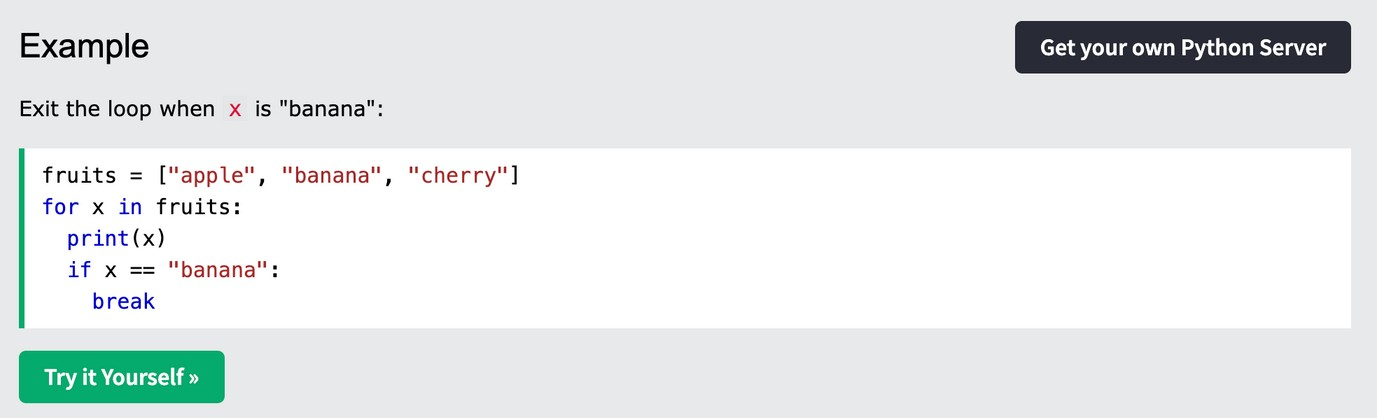 Example
Get your own Python Server
Exit the loop when x is "banana":
fruits = ["apple", "banana", "cherry"]
for x in fruits:
  print(x)
  if x == "banana":
    break
Try it Yourself »